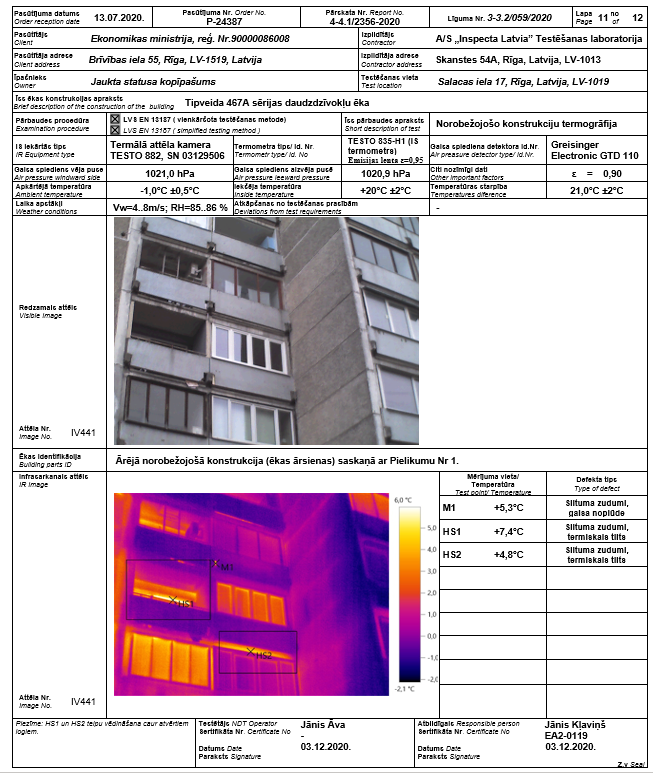 Pasūtījuma datums 13.07.2020. Pasūtījuma Nr. Order No. Pārskata Nr. Report No. Līguma Nr. 3-3.2/059/2020 Lapa 11 no 12
Order reception date P-24387 4-4.1/2356-2020 Page of
Pasūtītājs Ekonomikas ministrija, reģ. Nr.90000086008 Izpildītājs A/S „Inspecta Latvia” Testēšanas laboratorija
Client Contractor
Pasūtītāja adrese Brīvības iela 55, Rīga, LV-1519, Latvija Izpildītāja adrese Skanstes 54A, Rīga, Latvija, LV-1013
Client address Contractor address
Īpašnieks Jaukta statusa kopīpašums Testēšanas vieta Salacas iela 17, Rīga, Latvija, LV-1019
Owner Test location
Īss ēkas konstrukcijas apraksts Tipveida 467A sērijas daudzdzīvokļu ēka
Brief description of the construction of the building
Pārbaudes procedūra LVS EN 13187 ( vienkāršota testēšanas metode) Īss pārbaudes apraksts Norobežojošo konstrukciju termogrāfija
Examination procedure LVS EN 13187 ( simplified testing method ) Short description of test
IS iekārtas tips Termālā attēla kamera Termometra tips/ Id. Nr. TESTO 835-H1 (IS Gaisa spiediena detektora Id.Nr. Greisinger
IR Equipment type TESTO 882, SN 03129506 Termometr type/ Id. No termometrs) Air pressure detector type/ Id.Nr. Electronic GTD 110
Emisijas lenta ε=0,95
Gaisa spiediens vēja puse 1021,0 hPa Gaisa spiediens aizvēja pusē 1020,9 hPa Citi nozīmīgi dati ε = 0,90
Air pressure windward side Air pressure leeward pressure Other important factors
Apkārtējā temperatūra -1,0°C ±0,5°C Iekšējā temperatūra +20°C ±2°C Temperatūras starpība 21,0°C ±2°C
Ambient temperature Inside temperature Temperatures diference
Laika apstākļi Vw=4..8m/s; RH=85..86 % Atkāpšanas no testēšanas prasībām -
Weather conditions Deviations from test requirements
Redzamais attēls
Visible Image
Attēla Nr. IV441
Image No.
Ēkas identifikācija Ārējā norobežojošā konstrukcija (ēkas ārsienas) saskaņā ar Pielikumu Nr 1.
Building parts ID
Infrasarkanais attēls
IR Image
Mērījuma vieta/ Defekta tips
Temperatūra Type of defect
Test point/ Temperature
6,0 °C
5,0
4,0
3,0
2,0
1,0
0,0
-1,0
-2,0
-2,1 °C
M1
HS1
HS2
M1 +5,3°C Siltuma zudumi, gaisa noplūde
HS1 +7,4°C Siltuma zudumi, termiskais tilts
HS2 +4,8°C Siltuma zudumi, termiskais tilts
Attēla Nr. IV441
Image No.
Piezīme: HS1 un HS2 telpu vēdināšana caur atvērtiem logiem.
Testētājs NDT Operator Jānis Āva Atbildīgais Responsible person Jānis Kļaviņš
Sertifikāta Nr. Certificate No - Sertifikāta Nr. Certificate No EA2-0119
Datums Date 03.12.2020. Datums Date 03.12.2020.
Paraksts Signature Paraksts Signature
Z.v Seal